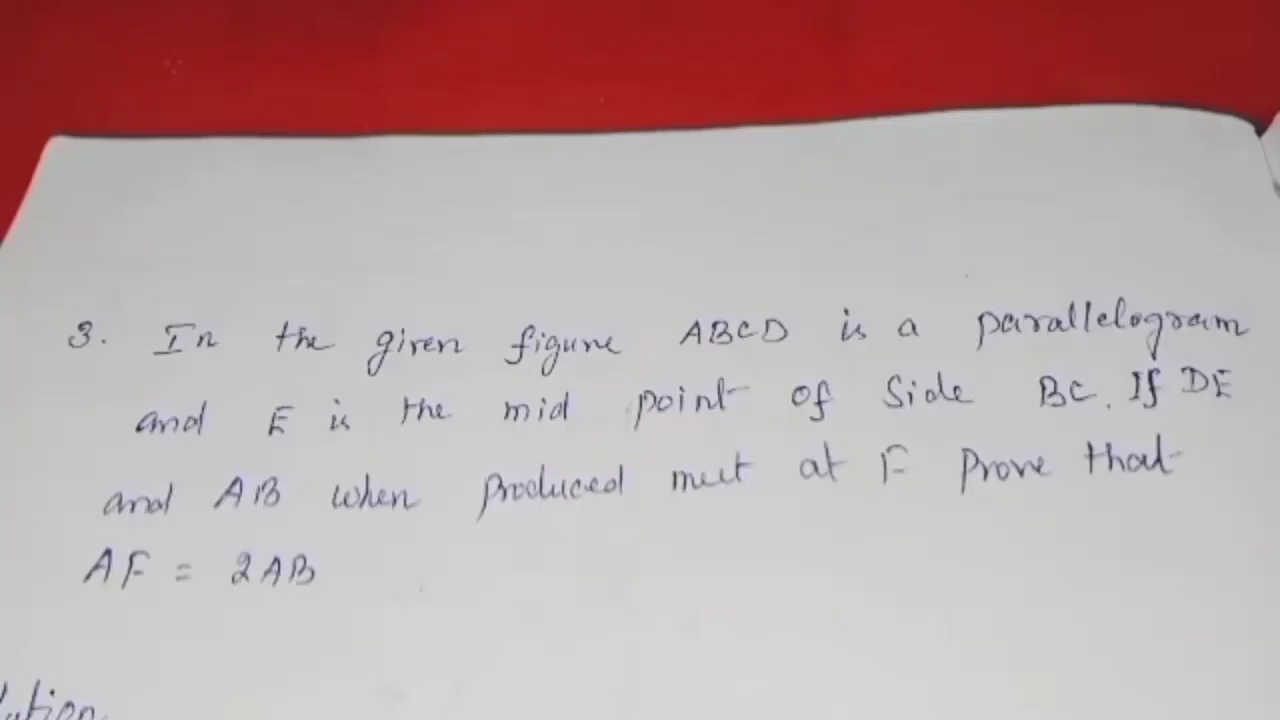 3. In the given figure ABCD is a parallelogram
and E is the mid point of Side BC. If DE
and AB when Produced meet at F Prove that
AF = 2AB